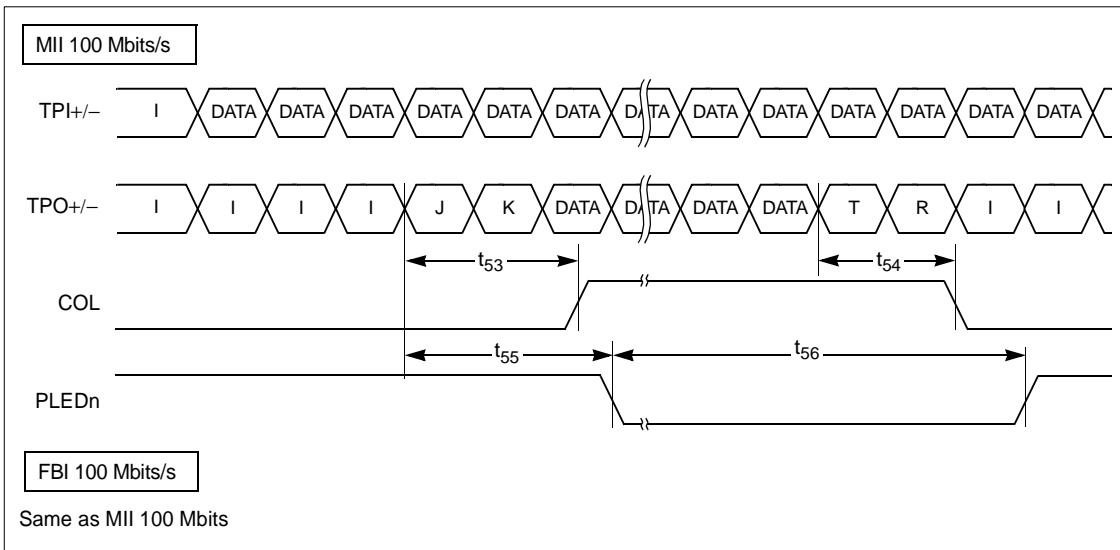 MII 100 Mbits/s
TPI+/− I DATA DATA DATA DATA DATA DATA DATA DATA DATA DATA DATA DATA DATA
TPO+/− I I I I J K DATA DATA DATA DATA T R I I
t53 t54
COL
t55 t56
PLEDn
FBI 100 Mbits/s
Same as MII 100 Mbits